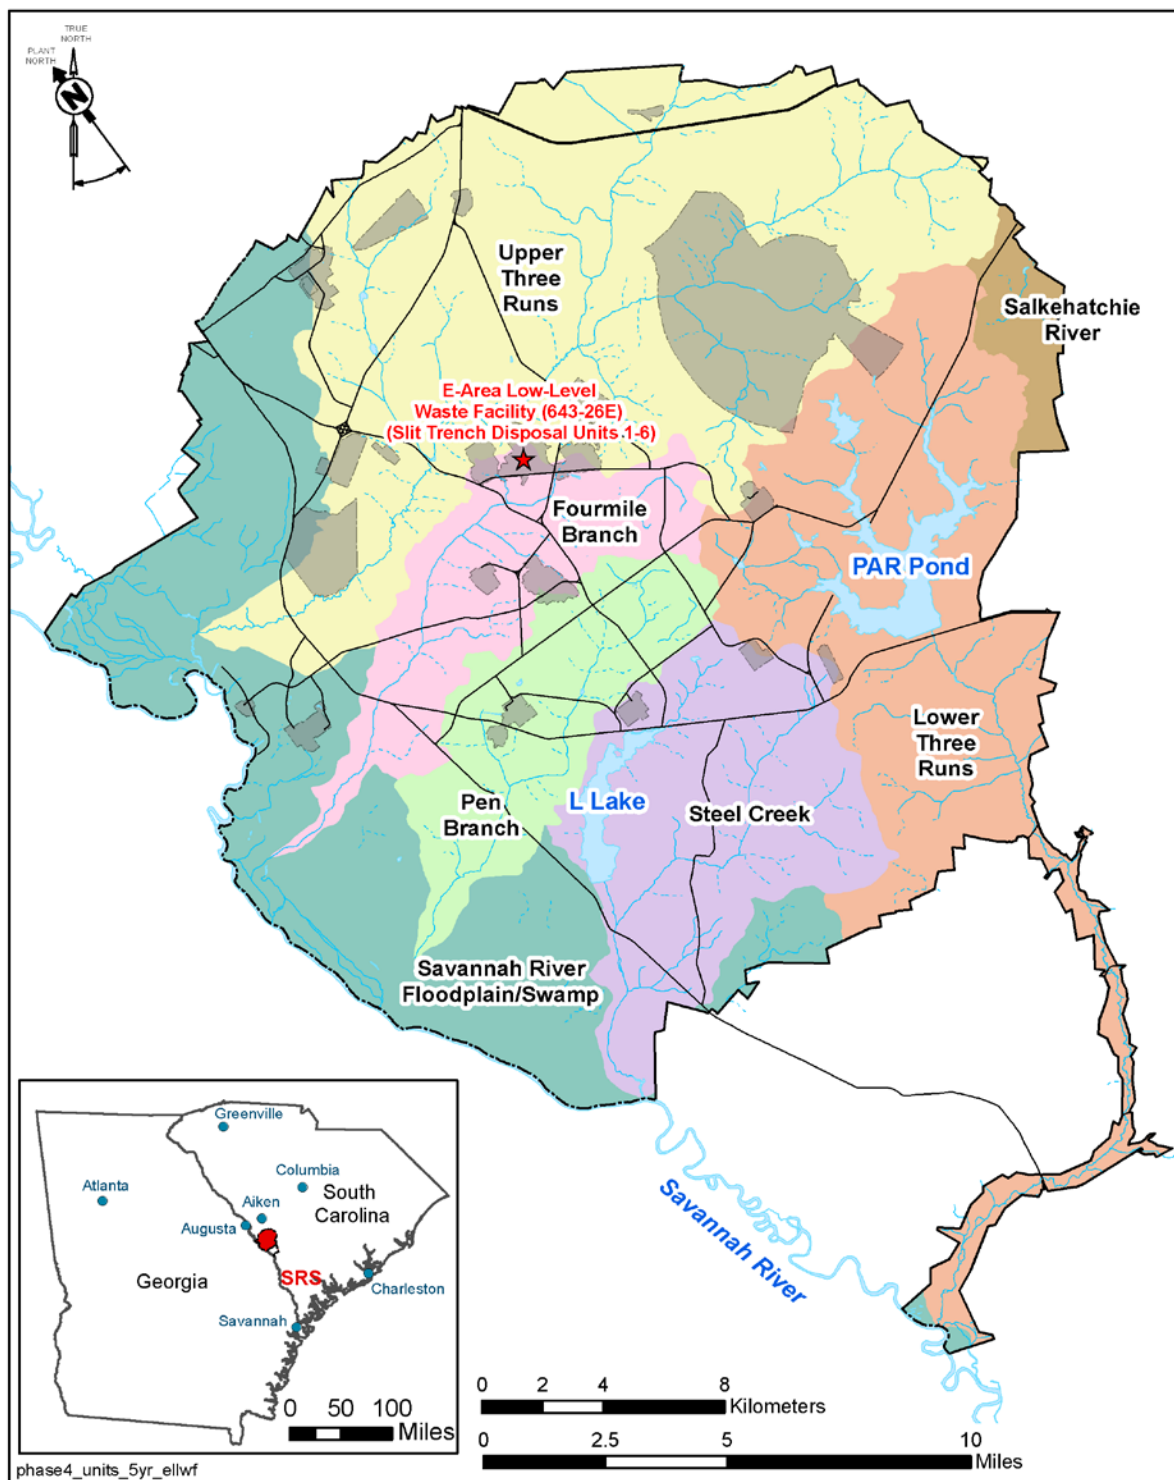 TRUE
NORTH
PLANT
NORTH
N
Upper
Three
Runs
Salkehatchie
River
E-Area Low-Level
Waste Facility (643-26E)
(Slit Trench Disposal Units 1-6)
Fourmile
Branch
PAR Pond
Lower
Three
Runs
L Lake
Pen
Branch
Steel Creek
Savannah River
Floodplain/Swamp
Savannah River
Greenville
Columbia
Atlanta
South
Carolina
Aiken
Augusta
Georgia
SRS
Charleston
Savannah
0 50 100
Miles
0 2 4 8
Kilometers
0 2.5 5 10
Miles
phase4_units_5yr_ellwf